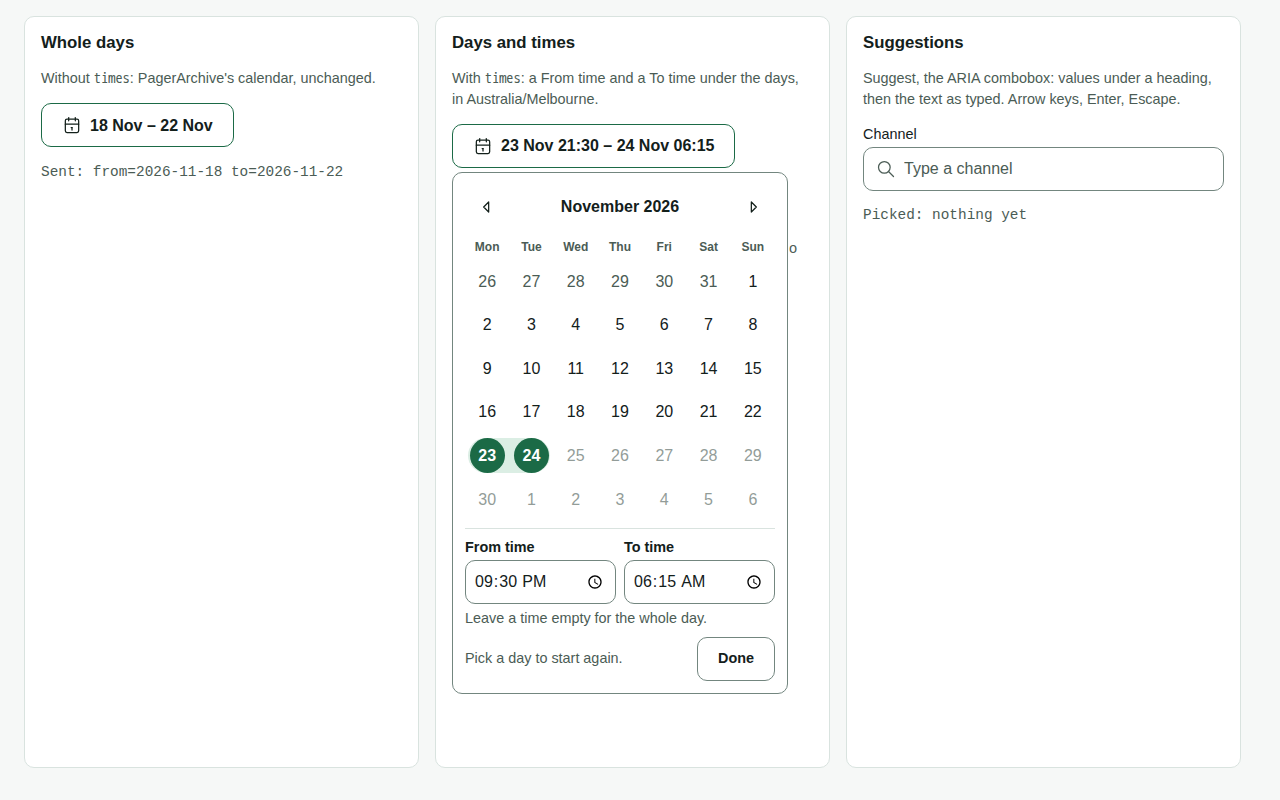 Whole days
Without times: PagerArchive's calendar, unchanged.
18 Nov – 22 Nov
Sent: from=2026-11-18 to=2026-11-22
Days and times
With times: a From time and a To time under the days,
in Australia/Melbourne.
23 Nov 21:30 – 24 Nov 06:15
November 2026
Mon Tue Wed Thu Fri Sat Sun
o
26 27 28 29 30 31 1
2 3 4 5 6 7 8
9 10 11 12 13 14 15
16 17 18 19 20 21 22
23 24 25 26 27 28 29
30 1 2 3 4 5 6
From time To time
09:30 PM 06:15 AM
Leave a time empty for the whole day.
Pick a day to start again. Done
Suggestions
Suggest, the ARIA combobox: values under a heading,
then the text as typed. Arrow keys, Enter, Escape.
Channel
Type a channel
Picked: nothing yet